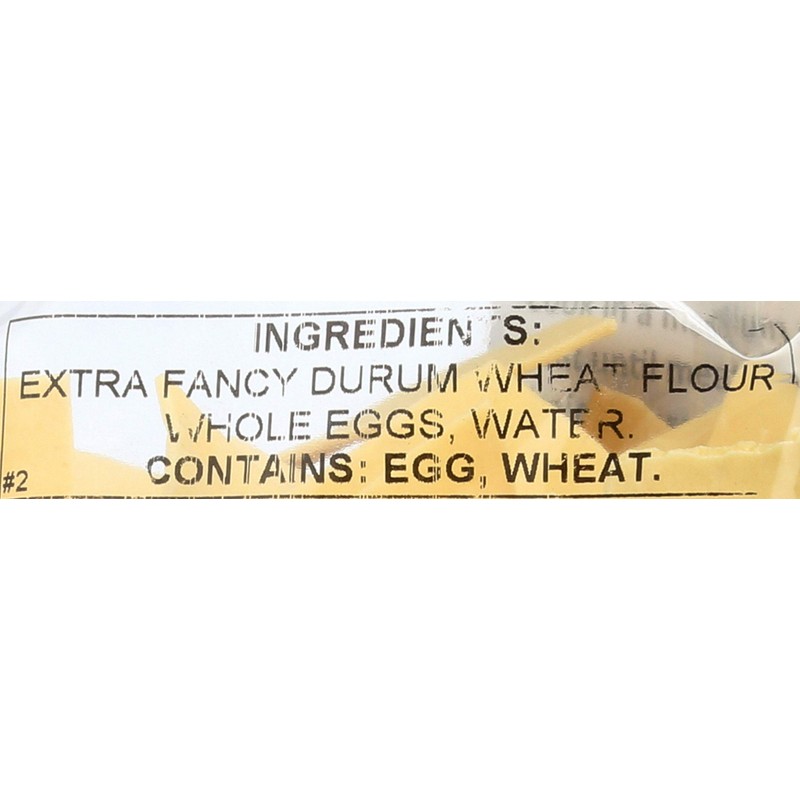 INGREDIENTS:
EXTRA FANCY DURUM WHEAT FLOUR
WHOLE EGGS, WATER.
CONTAINS: EGG, WHEAT.
#2